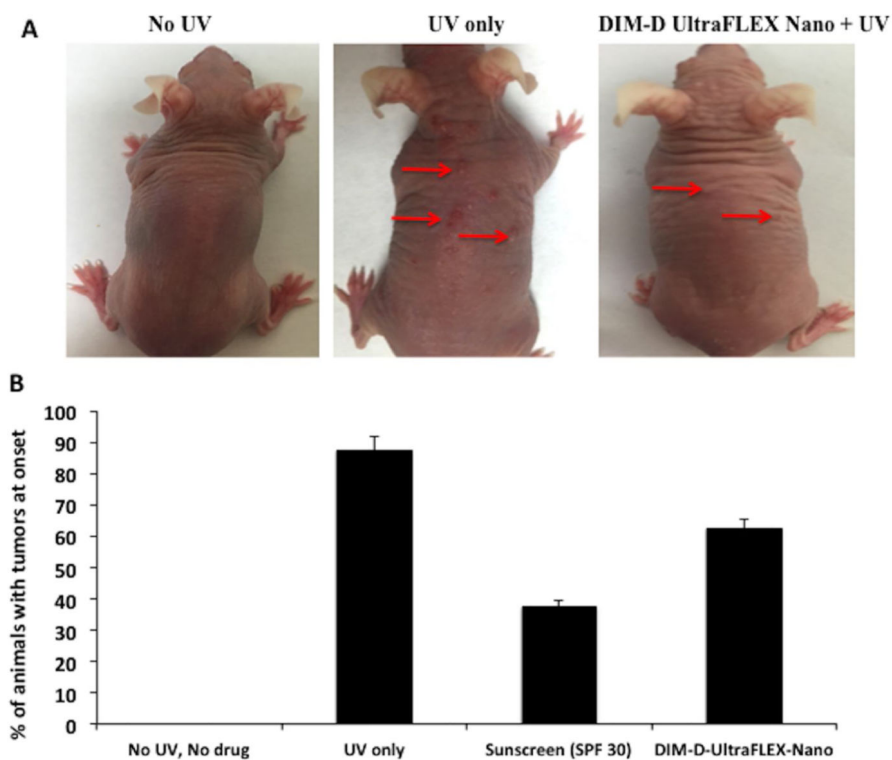 A
No UV
UV only
DIM-D UltraFLEX Nano + UV
B
% of animals with tumors at onset
100
90
80
70
60
50
40
30
20
10
0
No UV, No drug
UV only
Sunscreen (SPF 30)
DIM-D-UltraFLEX-Nano